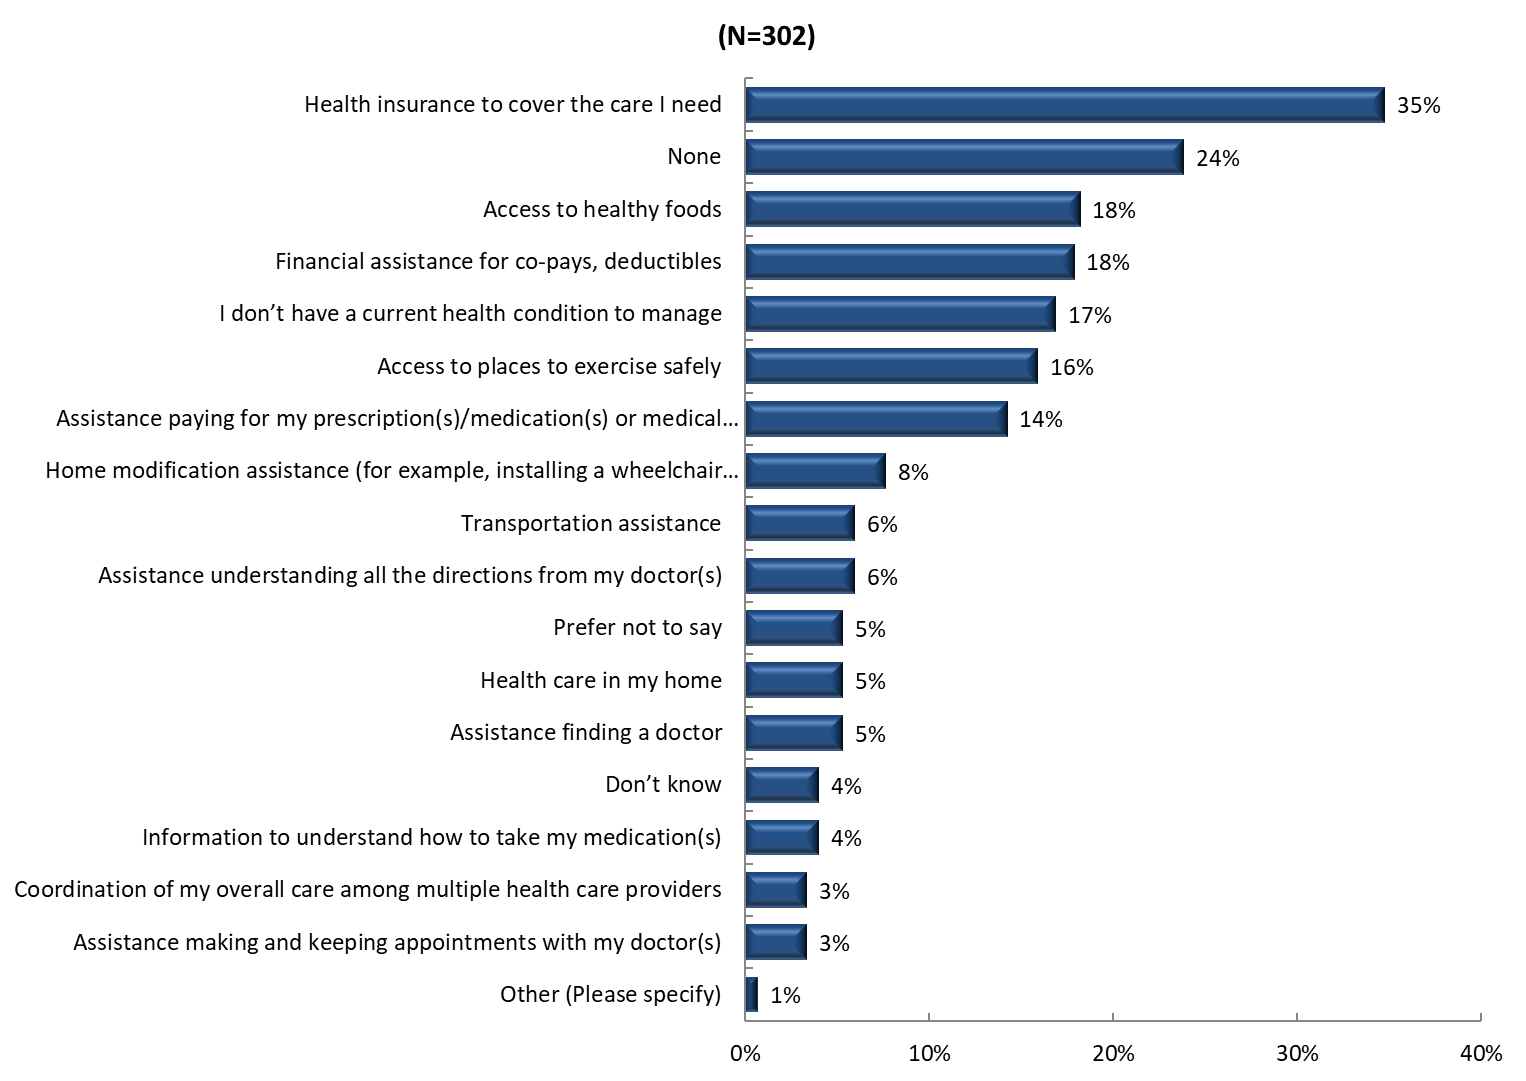 (N=302)
Health insurance to cover the care I need 35%
None 24%
Access to healthy foods 18%
Financial assistance for co-pays, deductibles 18%
I don’t have a current health condition to manage 17%
Access to places to exercise safely 16%
Assistance paying for my prescription(s)/medication(s) or medical... 14%
Home modification assistance (for example, installing a wheelchair... 8%
Transportation assistance 6%
Assistance understanding all the directions from my doctor(s) 6%
Prefer not to say 5%
Health care in my home 5%
Assistance finding a doctor 5%
Don’t know 4%
Information to understand how to take my medication(s) 4%
Coordination of my overall care among multiple health care providers 3%
Assistance making and keeping appointments with my doctor(s) 3%
Other (Please specify) 1%
0% 10% 20% 30% 40%